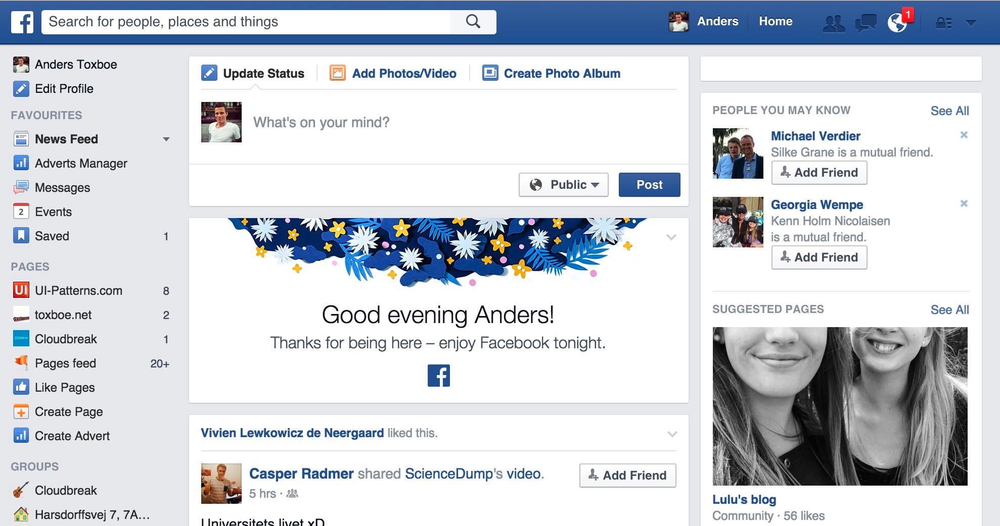 Search for people, places and things
Anders
Home
1
Anders Toxboe
Edit Profile
FAVOURITES
News Feed
Adverts Manager
Messages
2
Events
Saved 1
PAGES
UI
UI-Patterns.com 8
toxboe.net 2
Cloudbreak 1
Pages feed 20+
Like Pages
Create Page
Create Advert
GROUPS
Cloudbreak
Harsdorffsvej 7, 7A...
Update Status
Add Photos/Video
Create Photo Album
What's on your mind?
Public
Post
Good evening Anders!
Thanks for being here – enjoy Facebook tonight.
Vivien Lewkowicz de Neergaard liked this.
Casper Radmer shared ScienceDump's video.
Add Friend
5 hrs ·
Universitets livet xD
PEOPLE YOU MAY KNOW
See All
Michael Verdier
Silke Grane is a mutual friend.
Add Friend
Georgia Wempe
Kenn Holm Nicolaisen
is a mutual friend.
Add Friend
SUGGESTED PAGES
See All
Lulu's blog
Community · 56 likes